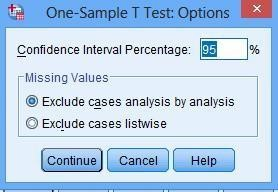 One-Sample T Test: Options
Confidence Interval Percentage: 95 %
Missing Values
Exclude cases analysis by analysis
Exclude cases listwise
Continue Cancel Help